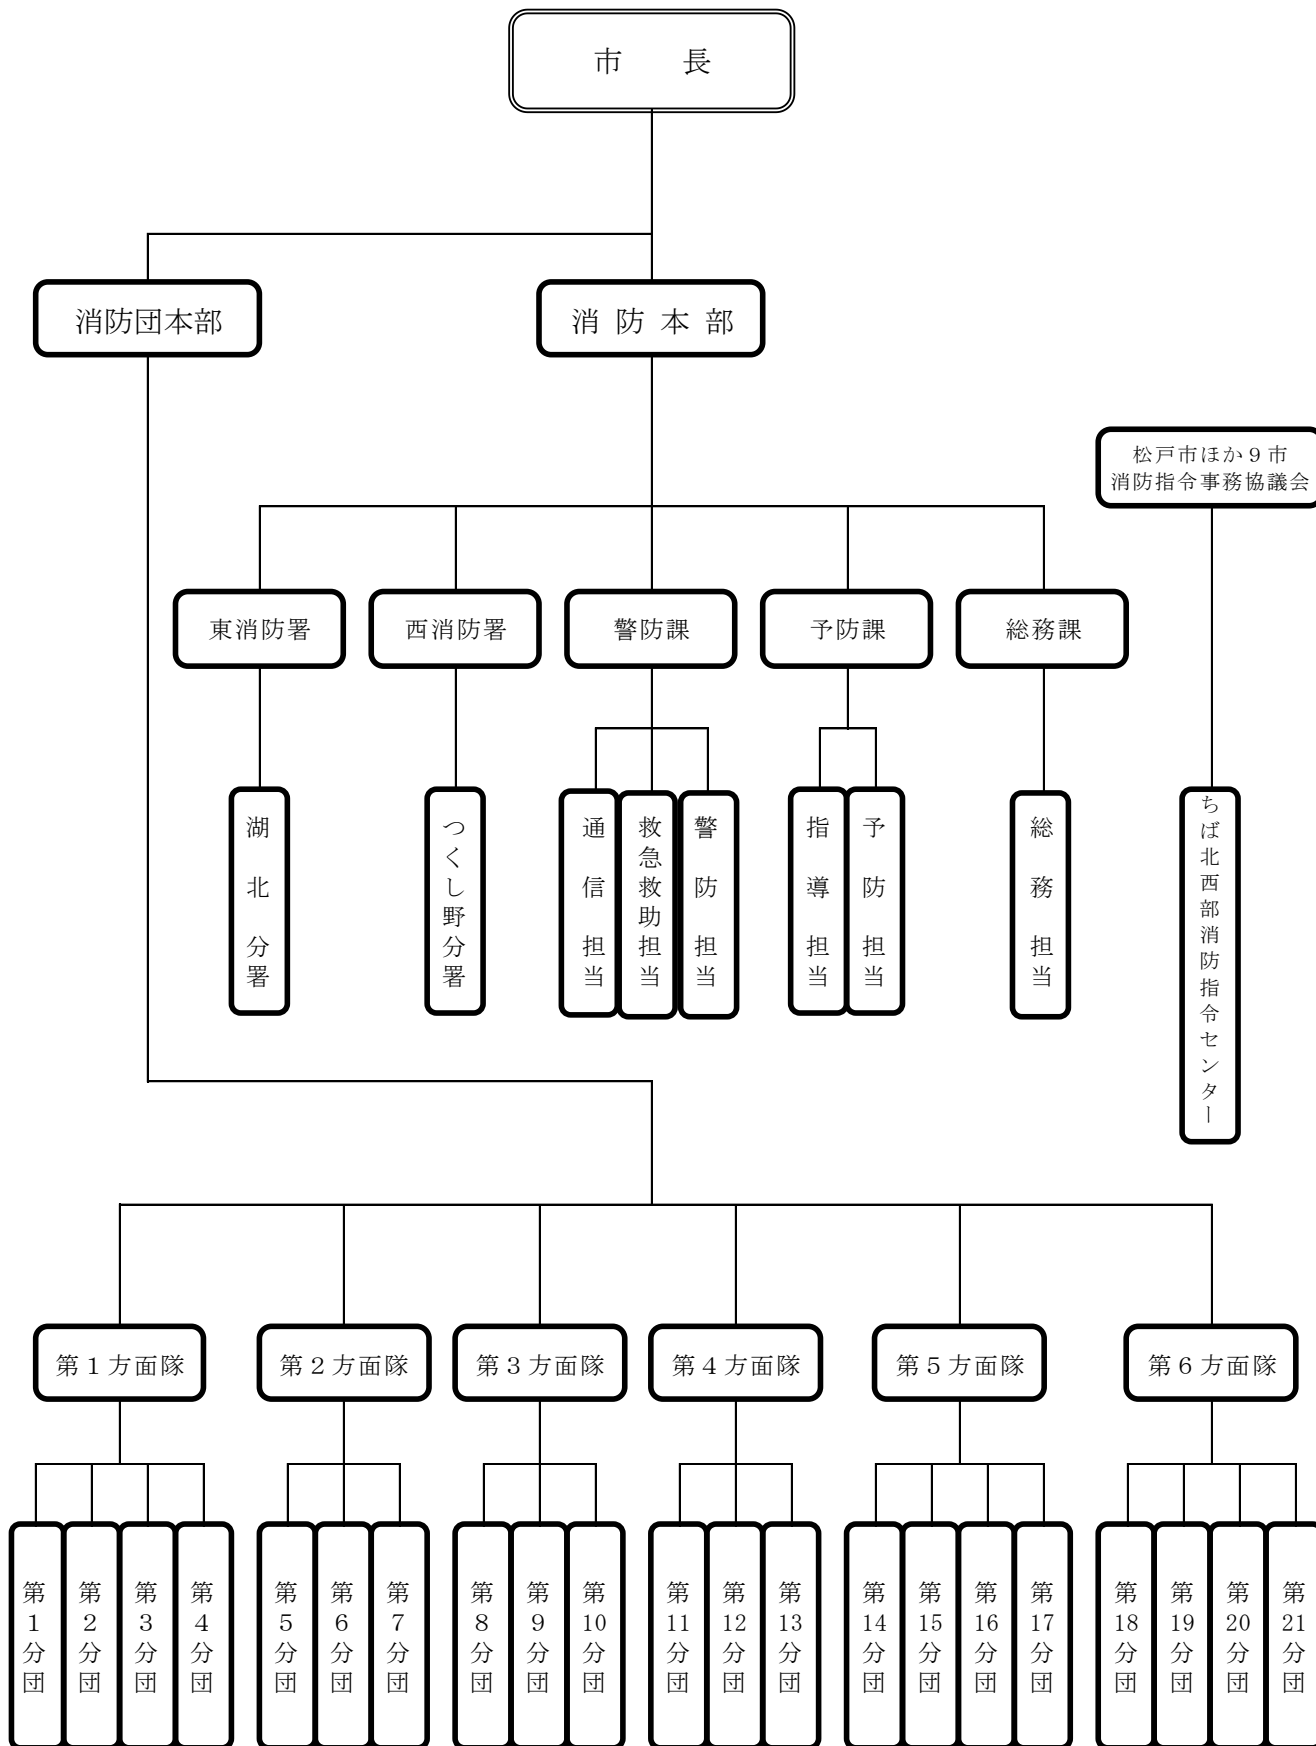 市　　長
消防団本部
消 防 本 部
松戸市ほか９市
消防指令事務協議会
東消防署
西消防署
警防課
予防課
総務課
湖北分署
つくし野分署
通信担当
救急救助担当
警防担当
指導担当
予防担当
総務担当
ちば北西部消防指令センター
第１方面隊
第２方面隊
第３方面隊
第４方面隊
第５方面隊
第６方面隊
第１分団
第２分団
第３分団
第４分団
第５分団
第６分団
第７分団
第８分団
第９分団
第10分団
第11分団
第12分団
第13分団
第14分団
第15分団
第16分団
第17分団
第18分団
第19分団
第20分団
第21分団